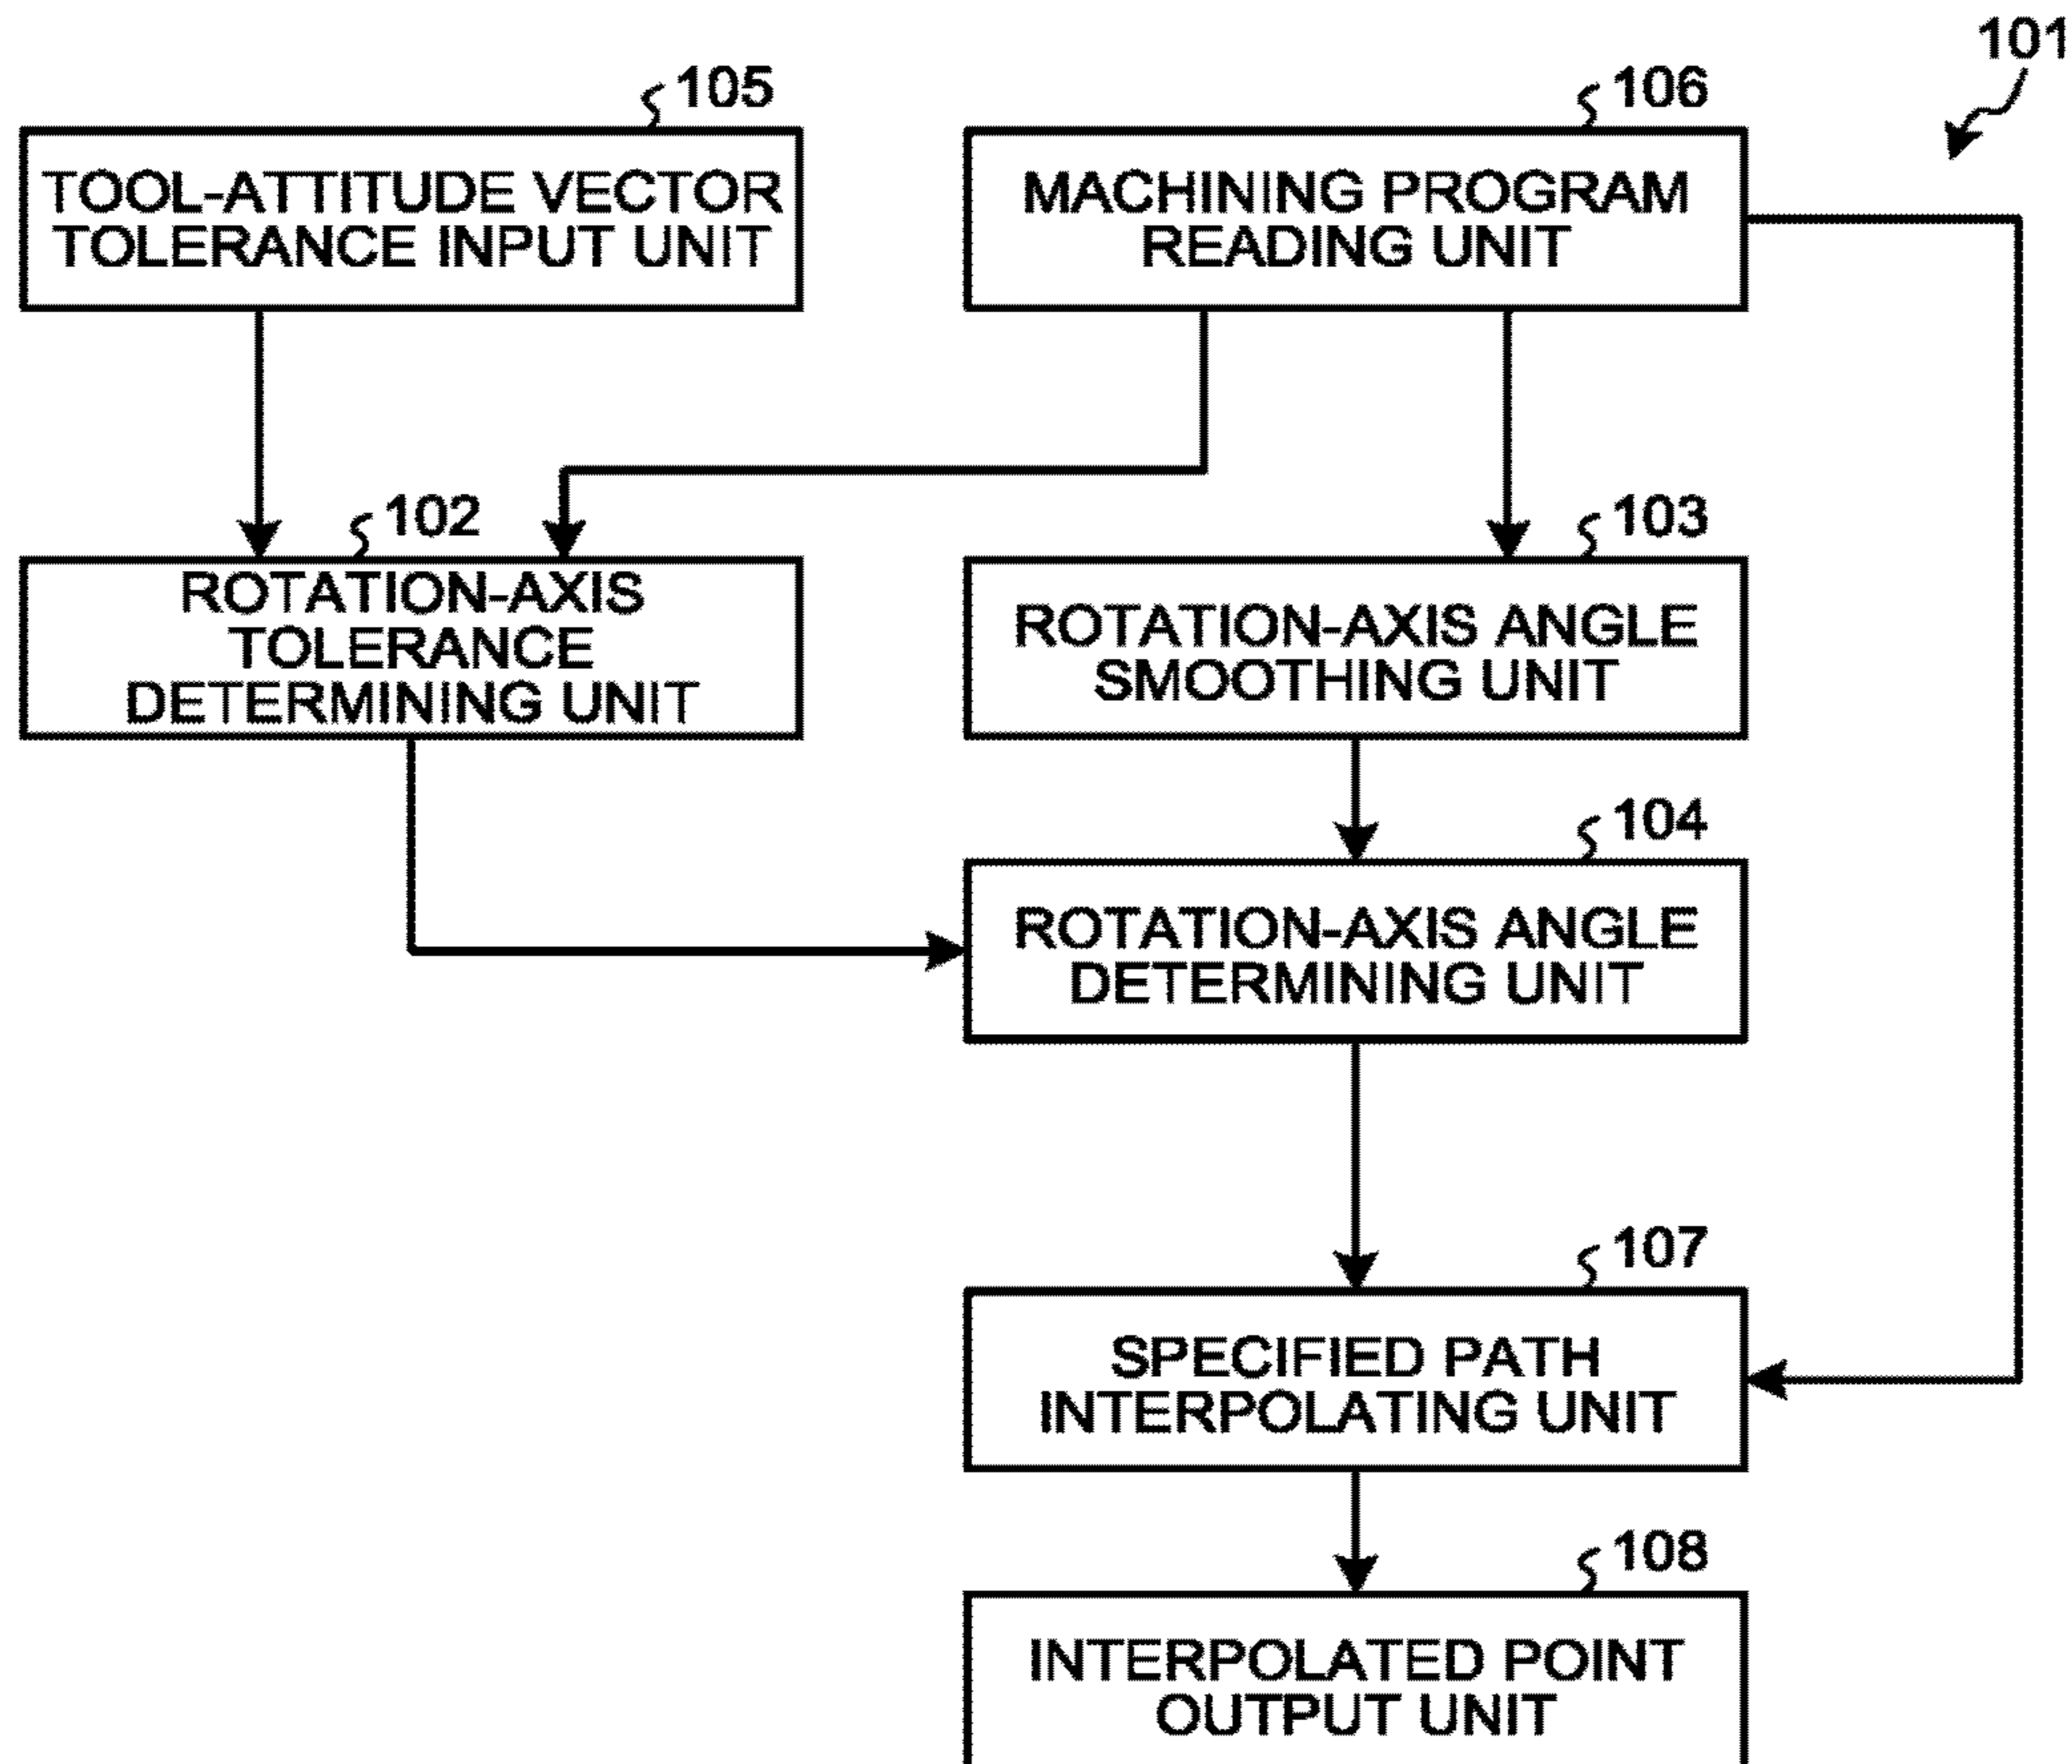 101
105
TOOL-ATTITUDE VECTOR
TOLERANCE INPUT UNIT
106
MACHINING PROGRAM
READING UNIT
102
ROTATION-AXIS
TOLERANCE
DETERMINING UNIT
103
ROTATION-AXIS ANGLE
SMOOTHING UNIT
104
ROTATION-AXIS ANGLE
DETERMINING UNIT
107
SPECIFIED PATH
INTERPOLATING UNIT
108
INTERPOLATED POINT
OUTPUT UNIT